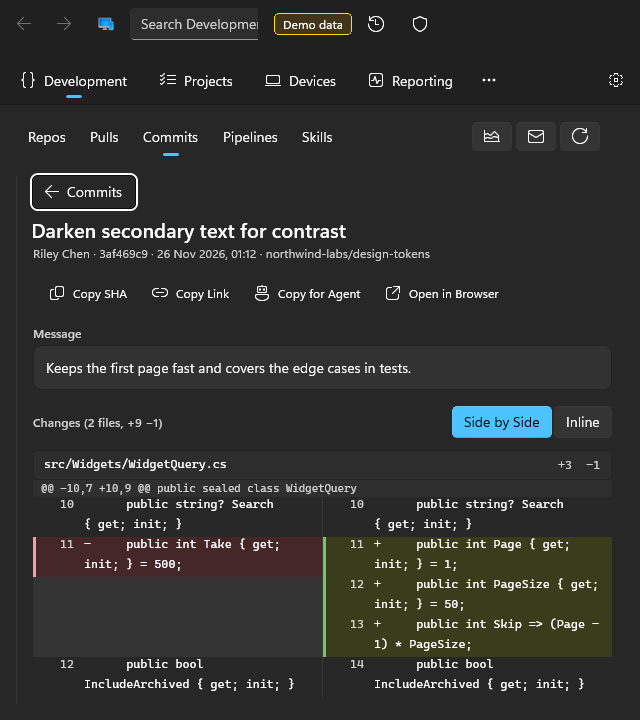 Search Developmen
Demo data
{ } Development
Projects
Devices
Reporting
...
Repos
Pulls
Commits
Pipelines
Skills
← Commits
Darken secondary text for contrast
Riley Chen · 3af469c9 · 26 Nov 2026, 01:12 · northwind-labs/design-tokens
Copy SHA
Copy Link
Copy for Agent
Open in Browser
Message
Keeps the first page fast and covers the edge cases in tests.
Changes (2 files, +9 −1)
Side by Side
Inline
src/Widgets/WidgetQuery.cs
+3 −1
@@ −10,7 +10,9 @@ public sealed class WidgetQuery
10 public string? Search
{ get; init; }
11 − public int Take { get;
init; } = 500;
12 public bool
IncludeArchived { get; init; }
10 public string? Search
{ get; init; }
11 + public int Page { get;
init; } = 1;
12 + public int PageSize { get;
init; } = 50;
13 + public int Skip => (Page −
1) * PageSize;
14 public bool
IncludeArchived { get; init; }